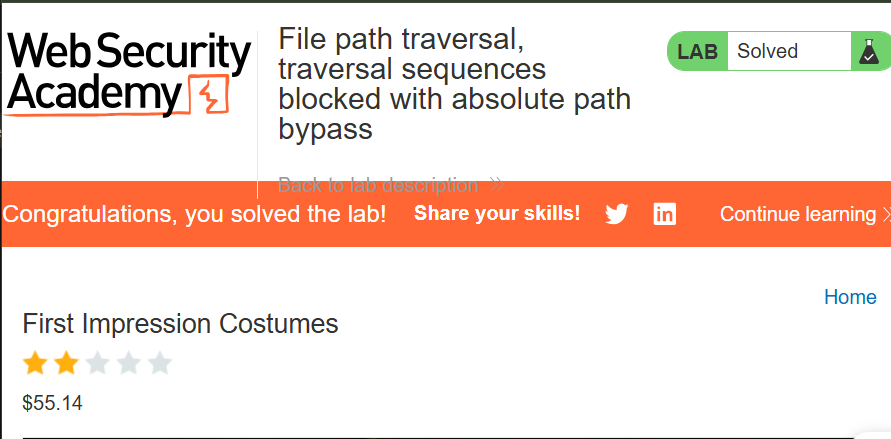 Web Security
Academy
File path traversal,
traversal sequences
blocked with absolute path
bypass
LAB Solved
Back to lab description
Congratulations, you solved the lab! Share your skills! Continue learning
Home
First Impression Costumes
$55.14